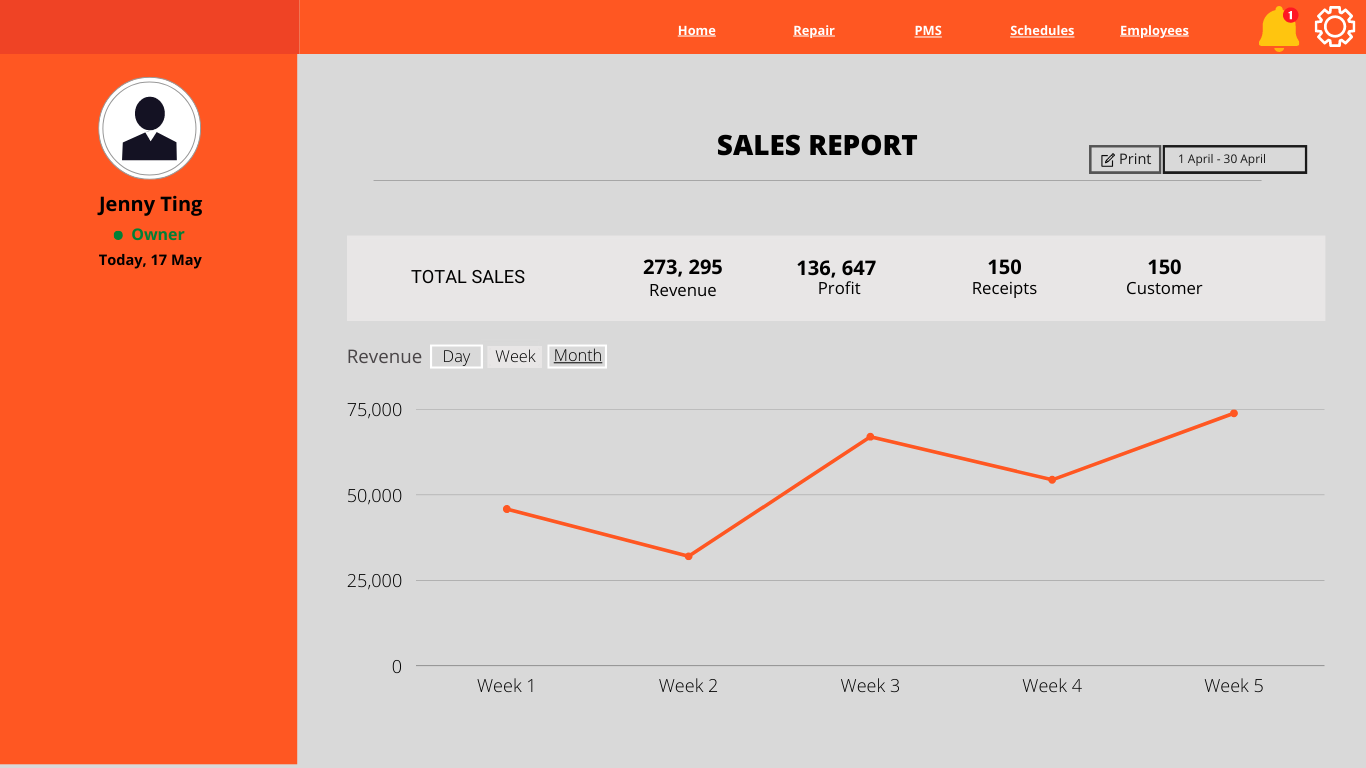 Home Repair PMS Schedules Employees 1
Jenny Ting
Owner
Today, 17 May
SALES REPORT
Print 1 April - 30 April
TOTAL SALES
273, 295 136, 647 150 150
Revenue Profit Receipts Customer
Revenue Day Week Month
75,000
50,000
25,000
0
Week 1 Week 2 Week 3 Week 4 Week 5